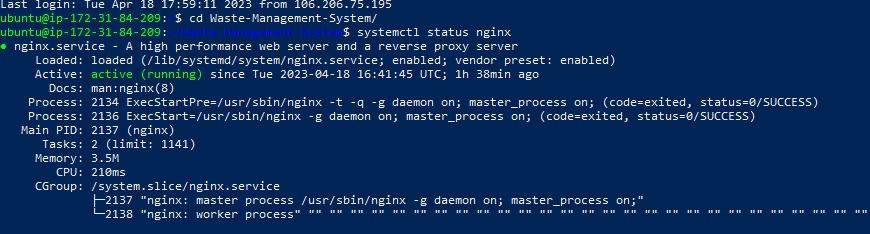 Last login: Tue Apr 18 17:59:11 2023 from 106.206.75.195
ubuntu@ip-172-31-84-209:~$ cd Waste-Management-System/
ubuntu@ip-172-31-84-209:~/Waste-Management-System$ systemctl status nginx
● nginx.service - A high performance web server and a reverse proxy server
     Loaded: loaded (/lib/systemd/system/nginx.service; enabled; vendor preset: enabled)
     Active: active (running) since Tue 2023-04-18 16:41:45 UTC; 1h 38min ago
       Docs: man:nginx(8)
    Process: 2134 ExecStartPre=/usr/sbin/nginx -t -q -g daemon on; master_process on; (code=exited, status=0/SUCCESS)
    Process: 2136 ExecStart=/usr/sbin/nginx -g daemon on; master_process on; (code=exited, status=0/SUCCESS)
   Main PID: 2137 (nginx)
      Tasks: 2 (limit: 1141)
     Memory: 3.5M
        CPU: 210ms
     CGroup: /system.slice/nginx.service
             ├─2137 "nginx: master process /usr/sbin/nginx -g daemon on; master_process on;"
             └─2138 "nginx: worker process" "" "" "" "" "" "" "" "" "" "" "" "" "" "" "" "" "" "" "" "" "" "" "" "" "" "" ""